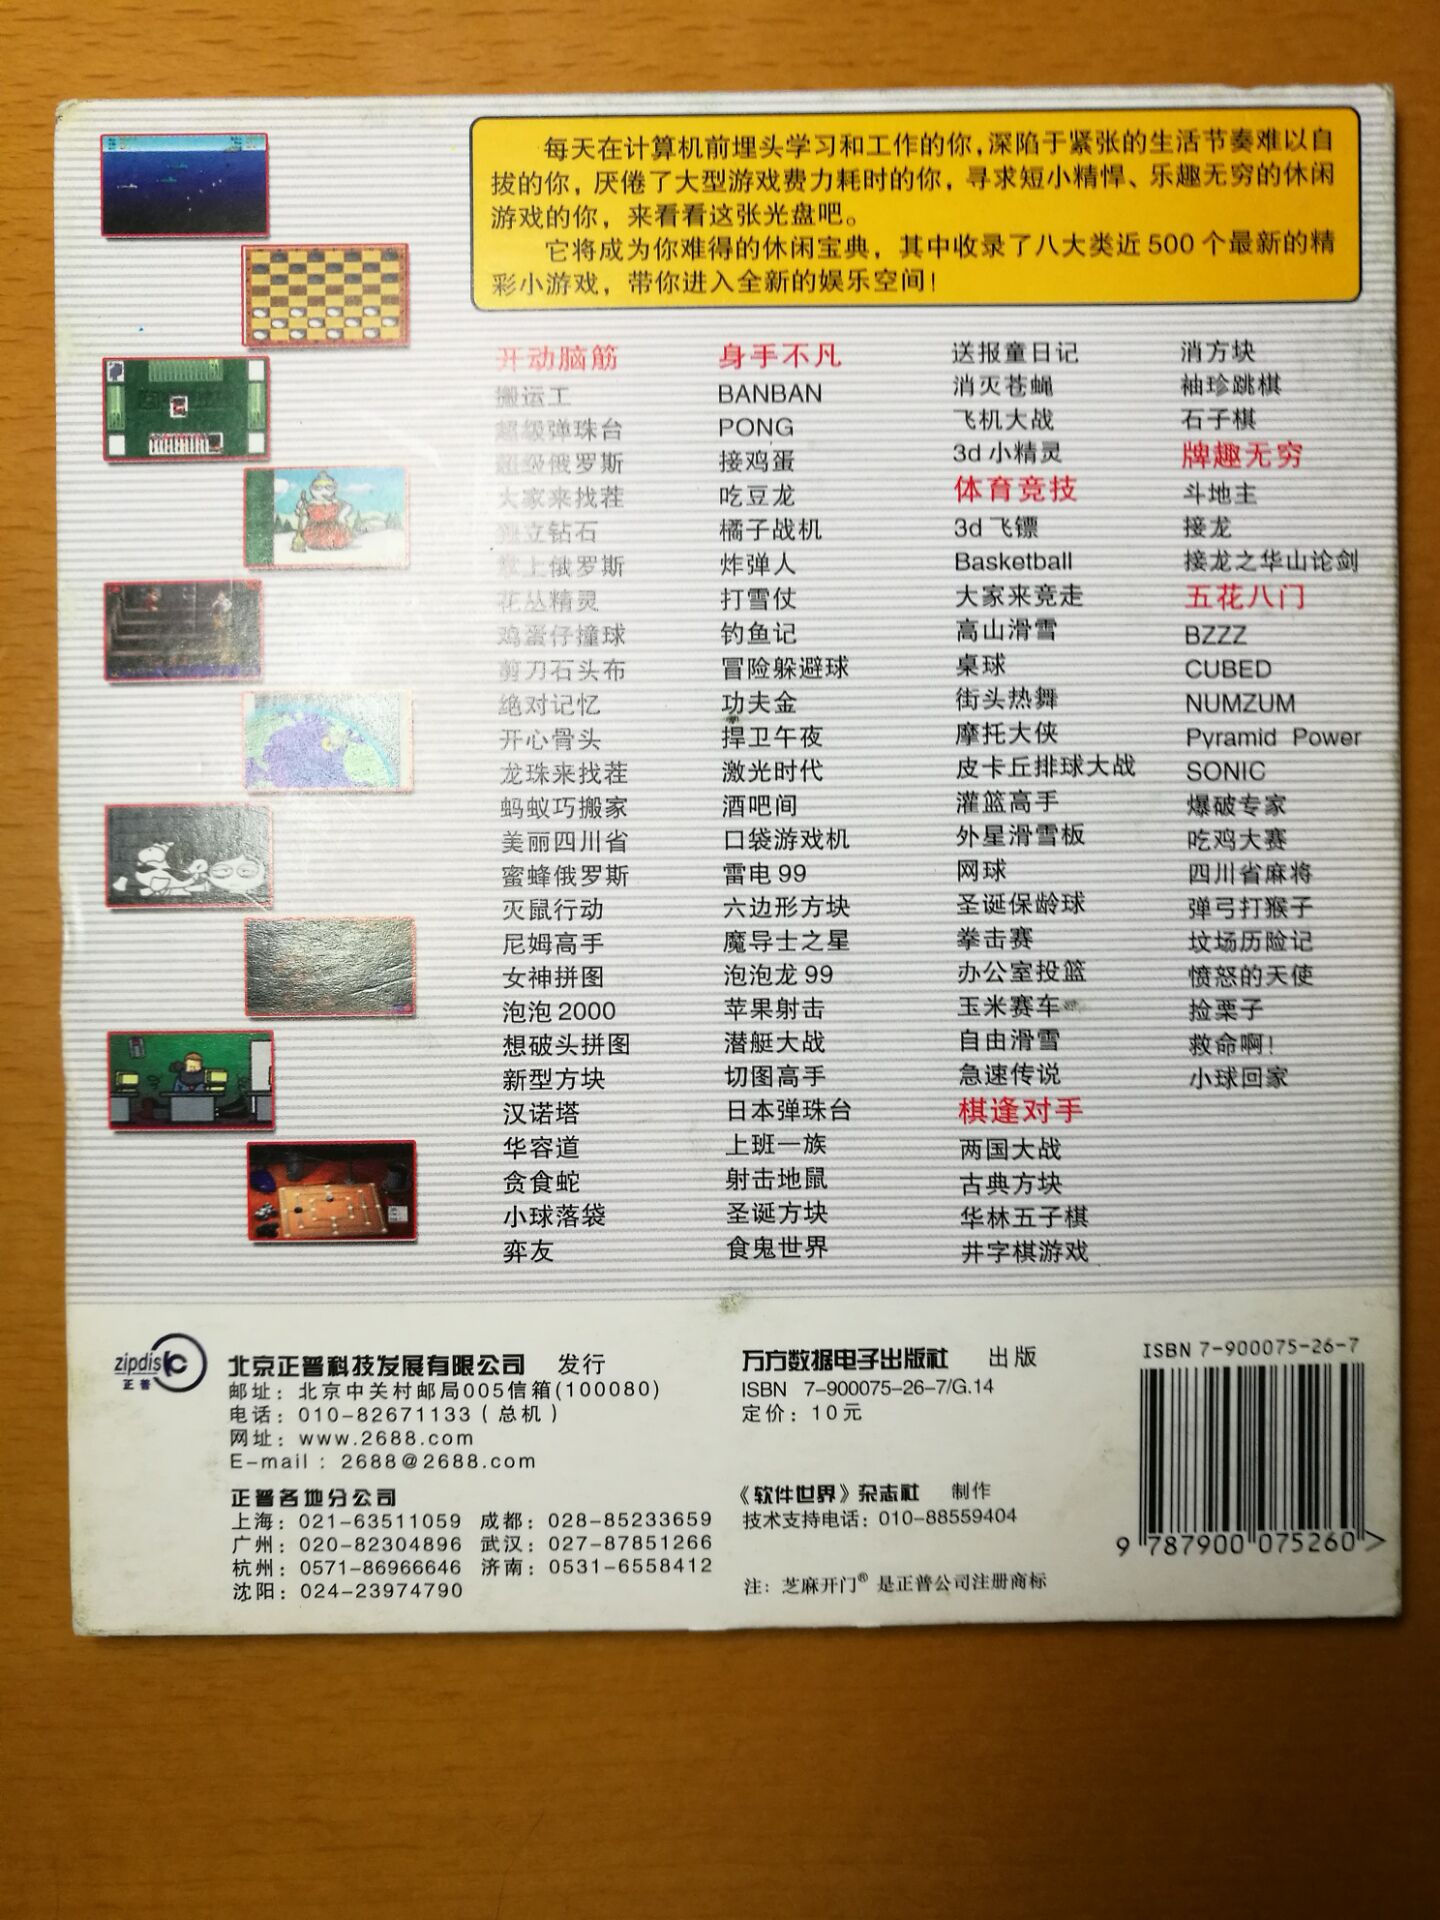 每天在计算机前埋头学习和工作的你,深陷于紧张的生活节奏难以自
拔的你，厌倦了大型游戏费力耗时的你，寻求短小精悍、乐趣无穷的休闲
游戏的你，来看看这张光盘吧。
它将成为你难得的休闲宝典，其中收录了八大类近500个最新的精
彩小游戏，带你进入全新的娱乐空间！
开动脑筋
搬运工
超级弹珠台
超级俄罗斯
大家来找茬
独立钻石
掌上俄罗斯
花丛精灵
鸡蛋仔撞球
剪刀石头布
绝对记忆
开心骨头
龙珠来找茬
蚂蚁巧搬家
美丽四川省
蜜蜂俄罗斯
灭鼠行动
尼姆高手
女神拼图
泡泡2000
想破头拼图
新型方块
汉诺塔
华容道
贪食蛇
小球落袋
弈友
身手不凡
BANBAN
PONG
接鸡蛋
吃豆龙
橘子战机
炸弹人
打雪仗
钓鱼记
冒险躲避球
功夫金
捍卫午夜
激光时代
酒吧间
口袋游戏机
雷电99
六边形方块
魔导士之星
泡泡龙99
苹果射击
潜艇大战
切图高手
日本弹珠台
上班一族
射击地鼠
圣诞方块
食鬼世界
送报童日记
消灭苍蝇
飞机大战
3d小精灵
体育竞技
3d飞镖
Basketball
大家来竞走
高山滑雪
桌球
街头热舞
摩托大侠
皮卡丘排球大战
灌篮高手
外星滑雪板
网球
圣诞保龄球
拳击赛
办公室投篮
玉米赛车
自由滑雪
急速传说
棋逢对手
两国大战
古典方块
华林五子棋
井字棋游戏
消方块
袖珍跳棋
石子棋
牌趣无穷
斗地主
接龙
接龙之华山论剑
五花八门
BZZZ
CUBED
NUMZUM
Pyramid Power
SONIC
爆破专家
吃鸡大赛
四川省麻将
弹弓打猴子
坟场历险记
愤怒的天使
捡栗子
救命啊！
小球回家
zipdisk
正普
北京正普科技发展有限公司 发行
邮址：北京中关村邮局005信箱(100080)
电话：010-82671133（总机）
网址：www.2688.com
E-mail：2688@2688.com
正普各地分公司
上海：021-63511059 成都：028-85233659
广州：020-82304896 武汉：027-87851266
杭州：0571-86966646 济南：0531-6558412
沈阳：024-23974790
万方数据电子出版社 出版
ISBN 7-900075-26-7/G.14
定价：10元
《软件世界》杂志社 制作
技术支持电话：010-88559404
注：芝麻开门® 是正普公司注册商标
ISBN 7-900075-26-7
9 787900 075260 >